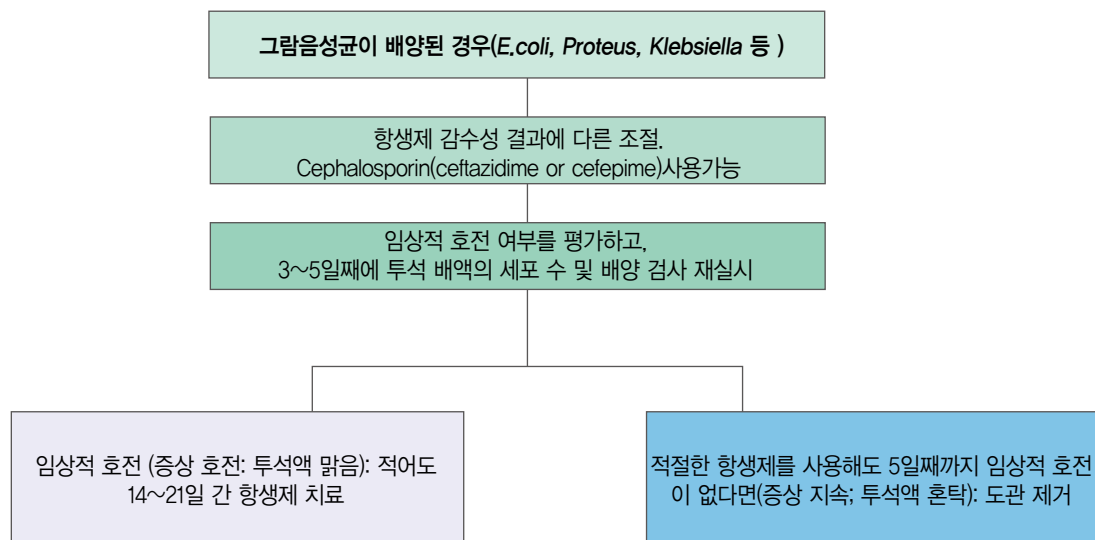 그람음성균이 배양된 경우(E.coli, Proteus, Klebsiella 등 )
항생제 감수성 결과에 다른 조절.
Cephalosporin(ceftazidime or cefepime)사용가능
임상적 호전 여부를 평가하고,
3~5일째에 투석 배액의 세포 수 및 배양 검사 재실시
임상적 호전 (증상 호전: 투석액 맑음): 적어도
14~21일 간 항생제 치료
적절한 항생제를 사용해도 5일째까지 임상적 호전
이 없다면(증상 지속; 투석액 혼탁): 도관 제거